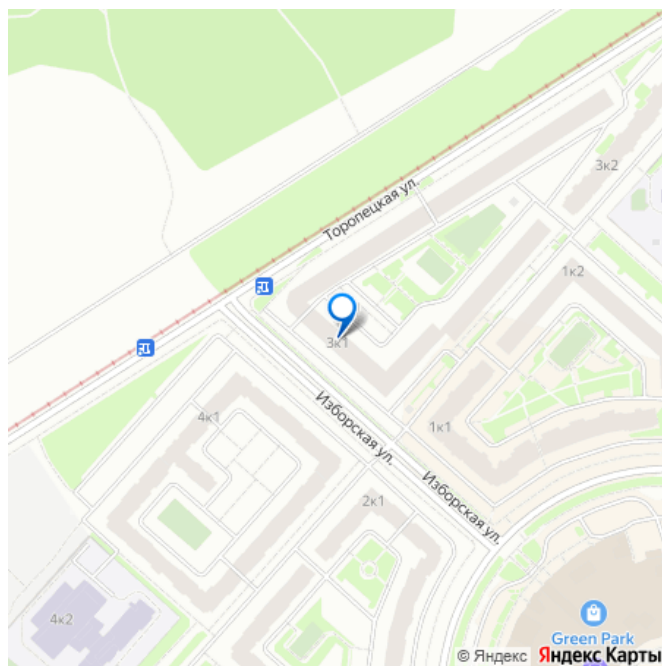 3к2
Торопецкая ул.
1к2
3к1
4к1
Изборская ул.
1к1
Изборская ул.
2к1
4к2
Green Park
© Яндекс Яндекс Карты